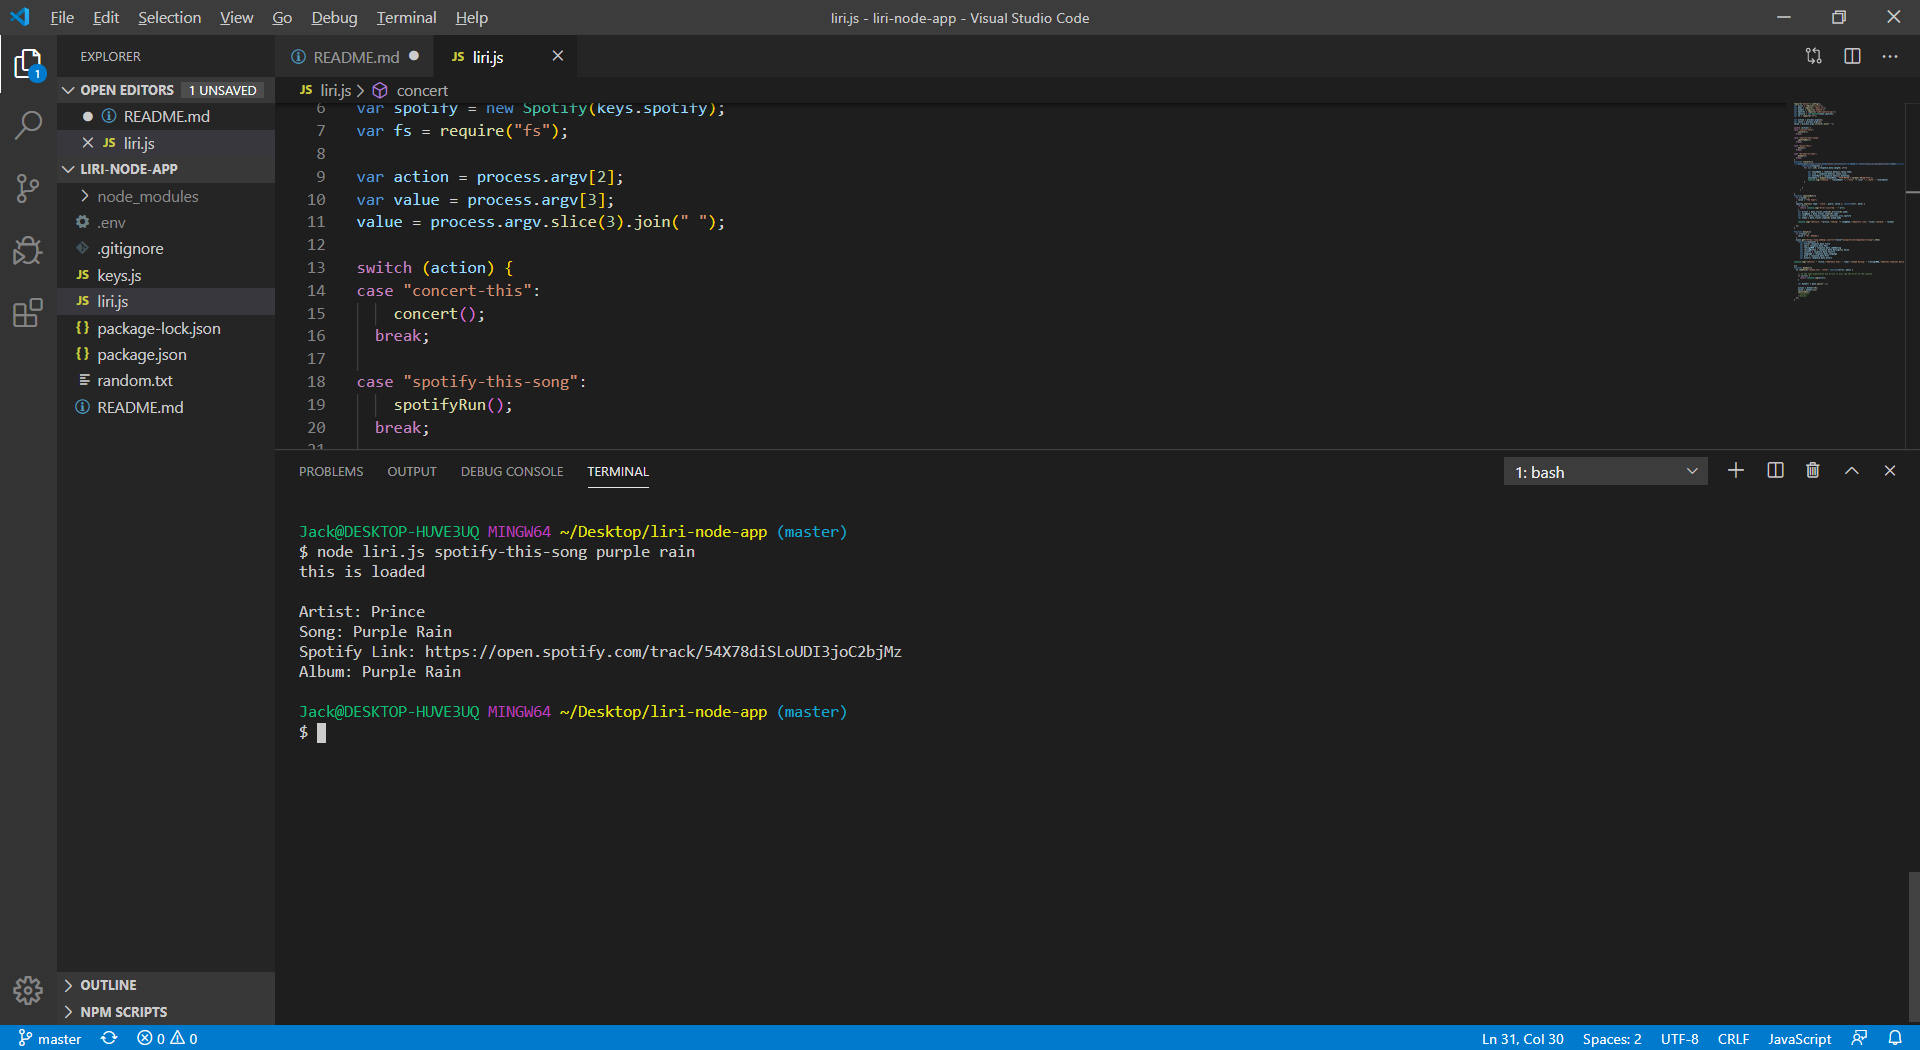 File Edit Selection View Go Debug Terminal Help
liri.js - liri-node-app - Visual Studio Code
1
EXPLORER
OPEN EDITORS 1 UNSAVED
README.md
JS liri.js
LIRI-NODE-APP
node_modules
.env
.gitignore
JS keys.js
JS liri.js
{} package-lock.json
{} package.json
random.txt
README.md
OUTLINE
NPM SCRIPTS
README.md
JS liri.js
JS liri.js > concert
6 var spotify = new Spotify(keys.spotify);
7 var fs = require("fs");
8
9 var action = process.argv[2];
10 var value = process.argv[3];
11 value = process.argv.slice(3).join(" ");
12
13 switch (action) {
14 case "concert-this":
15 concert();
16 break;
17
18 case "spotify-this-song":
19 spotifyRun();
20 break;
21
PROBLEMS OUTPUT DEBUG CONSOLE TERMINAL
1: bash
Jack@DESKTOP-HUVE3UQ MINGW64 ~/Desktop/liri-node-app (master)
$ node liri.js spotify-this-song purple rain
this is loaded
Artist: Prince
Song: Purple Rain
Spotify Link: https://open.spotify.com/track/54X78diSLoUDI3joC2bjMz
Album: Purple Rain
Jack@DESKTOP-HUVE3UQ MINGW64 ~/Desktop/liri-node-app (master)
$
master 0 0
Ln 31, Col 30 Spaces: 2 UTF-8 CRLF JavaScript